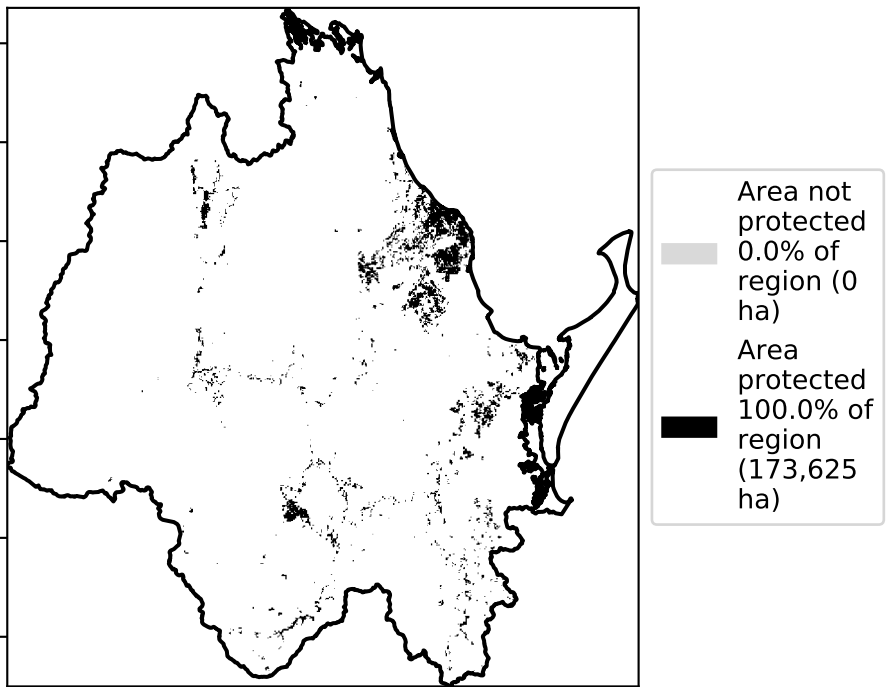 Area not
protected
0.0% of
region (0
ha)
Area
protected
100.0% of
region
(173,625
ha)